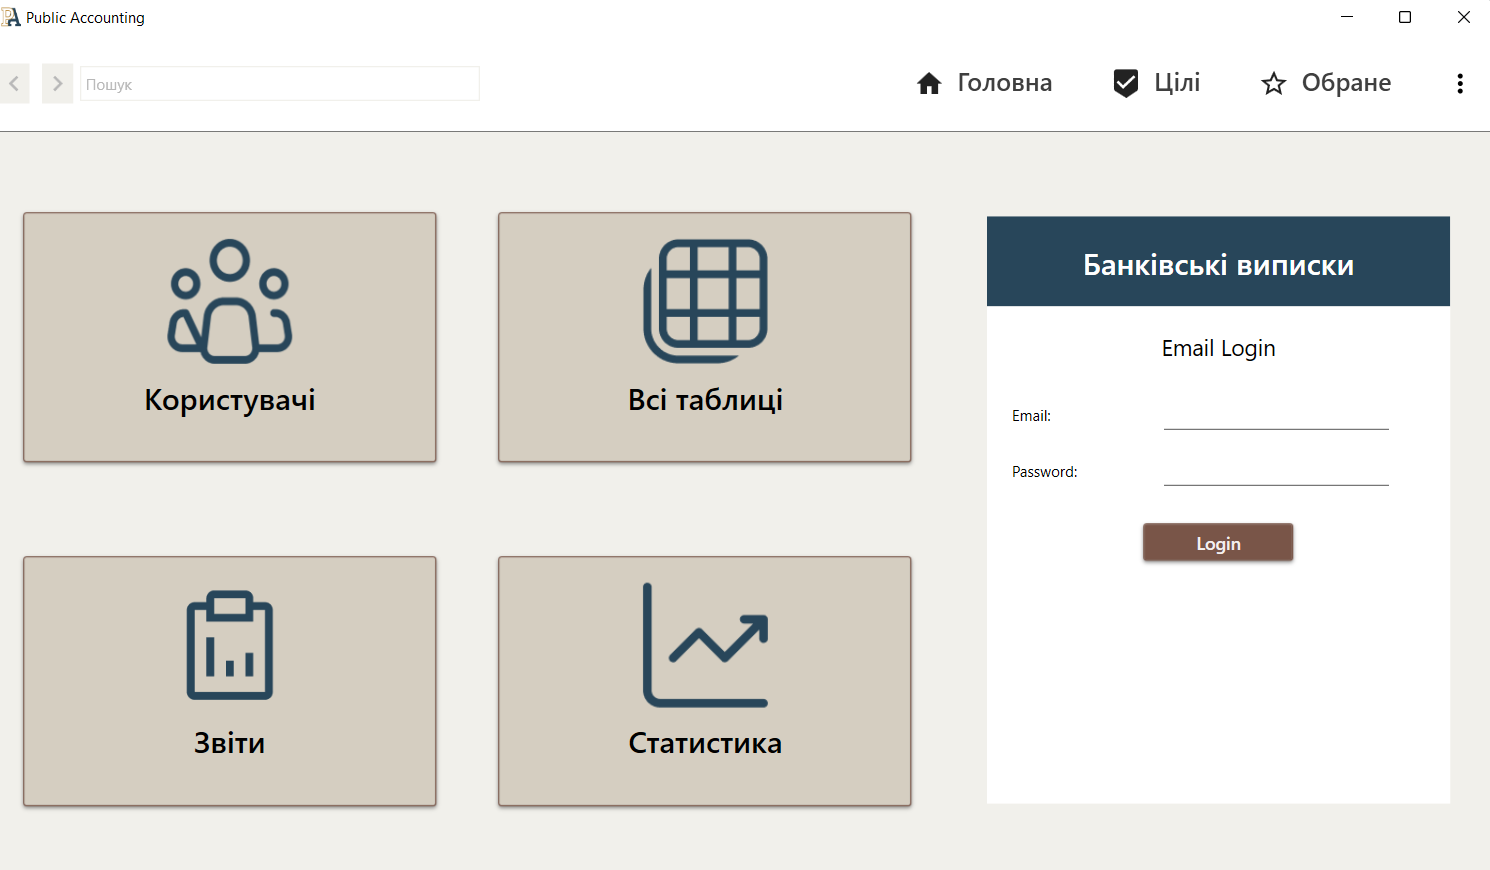 Public Accounting
Пошук
Головна
Цілі
Обране
Користувачі
Всі таблиці
Банківські виписки
Email Login
Email:
Password:
Login
Звіти
Статистика